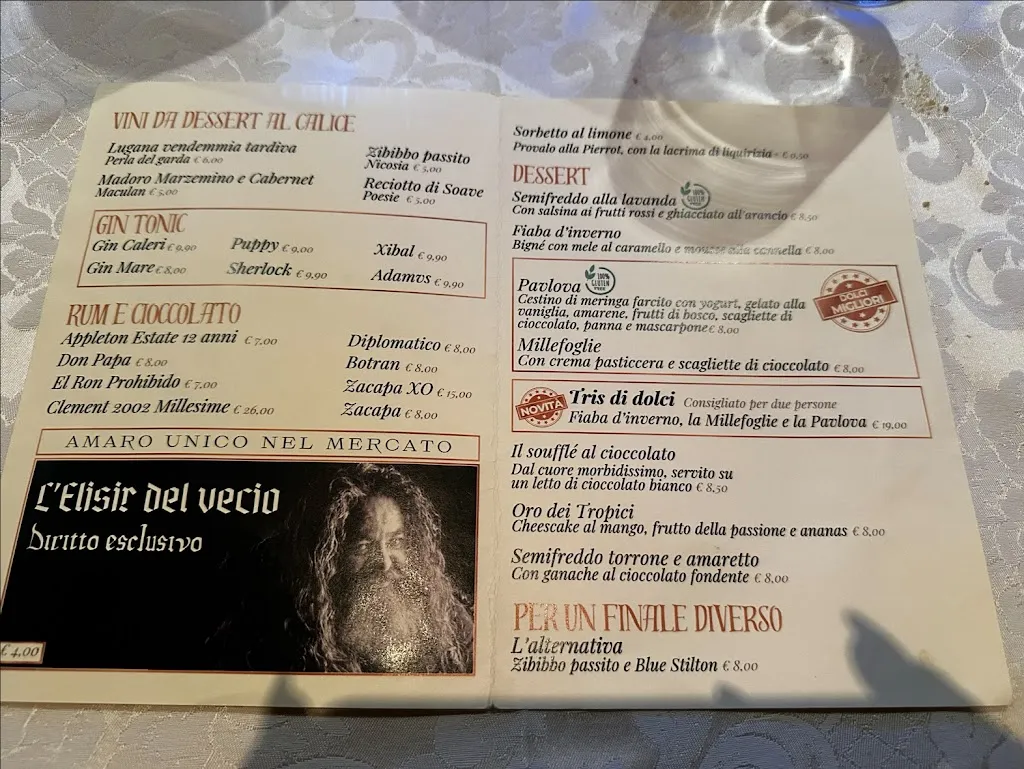 VINI DA DESSERT AL CALICE
Lugana vendemmia tardiva
Perla del garda € 6,00
Madoro Marzemino e Cabernet
Maculan € 5,00
Zibibbo passito
Nicosia € 5,00
Reciotto di Soave
Poesie € 5,00
GIN TONIC
Gin Caleri € 9,90
Gin Mare € 8,00
Puppy € 9,00
Sherlock € 9,90
Xibal € 9,90
Adamvs € 9,90
RUM E CIOCCOLATO
Appleton Estate 12 anni € 7,00
Don Papa € 8,00
El Ron Prohibido € 7,00
Clement 2002 Millesime € 26,00
Diplomatico € 8,00
Botran € 8,00
Zacapa XO € 15,00
Zacapa € 8,00
AMARO UNICO NEL MERCATO
L'Elisir del vecio
Diritto esclusivo
€ 4,00
Sorbetto al limone € 4,00
Provalo alla Pierrot, con la lacrima di liquirizia+ € 0,50
DESSERT
Semifreddo alla lavanda 100% GLUTEN FREE
Con salsina ai frutti rossi e ghiacciato all'arancio € 8,50
Fiaba d'inverno
Bigné con mele al caramello e mousse alla cannella € 8,00
Pavlova 100% GLUTEN FREE
Cestino di meringa farcito con yogurt, gelato alla
vaniglia, amarene, frutti di bosco, scagliette di
cioccolato, panna e mascarpone € 8,00
DOLCI
MIGLIORI
Millefoglie
Con crema pasticcera e scagliette di cioccolato € 8,00
NOVITÀ
Tris di dolci Consigliato per due persone
Fiaba d'inverno, la Millefoglie e la Pavlova € 19,00
Il soufflé al cioccolato
Dal cuore morbidissimo, servito su
un letto di cioccolato bianco € 8,50
Oro dei Tropici
Cheescake al mango, frutto della passione e ananas € 8,00
Semifreddo torrone e amaretto
Con ganache al cioccolato fondente € 8,00
PER UN FINALE DIVERSO
L'alternativa
Zibibbo passito e Blue Stilton € 8,00